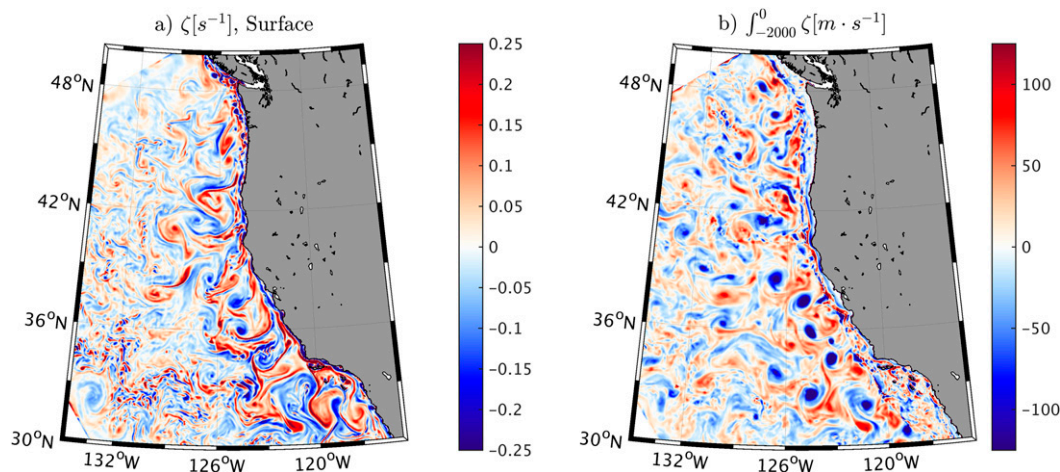 a) ζ[s⁻¹], Surface
48°N
42°N
36°N
30°N
132°W
126°W
120°W
0.25
0.2
0.15
0.1
0.05
0
−0.05
−0.1
−0.15
−0.2
−0.25
b) ∫⁰₋₂₀₀₀ ζ[m · s⁻¹]
48°N
42°N
36°N
30°N
132°W
126°W
120°W
100
50
0
−50
−100